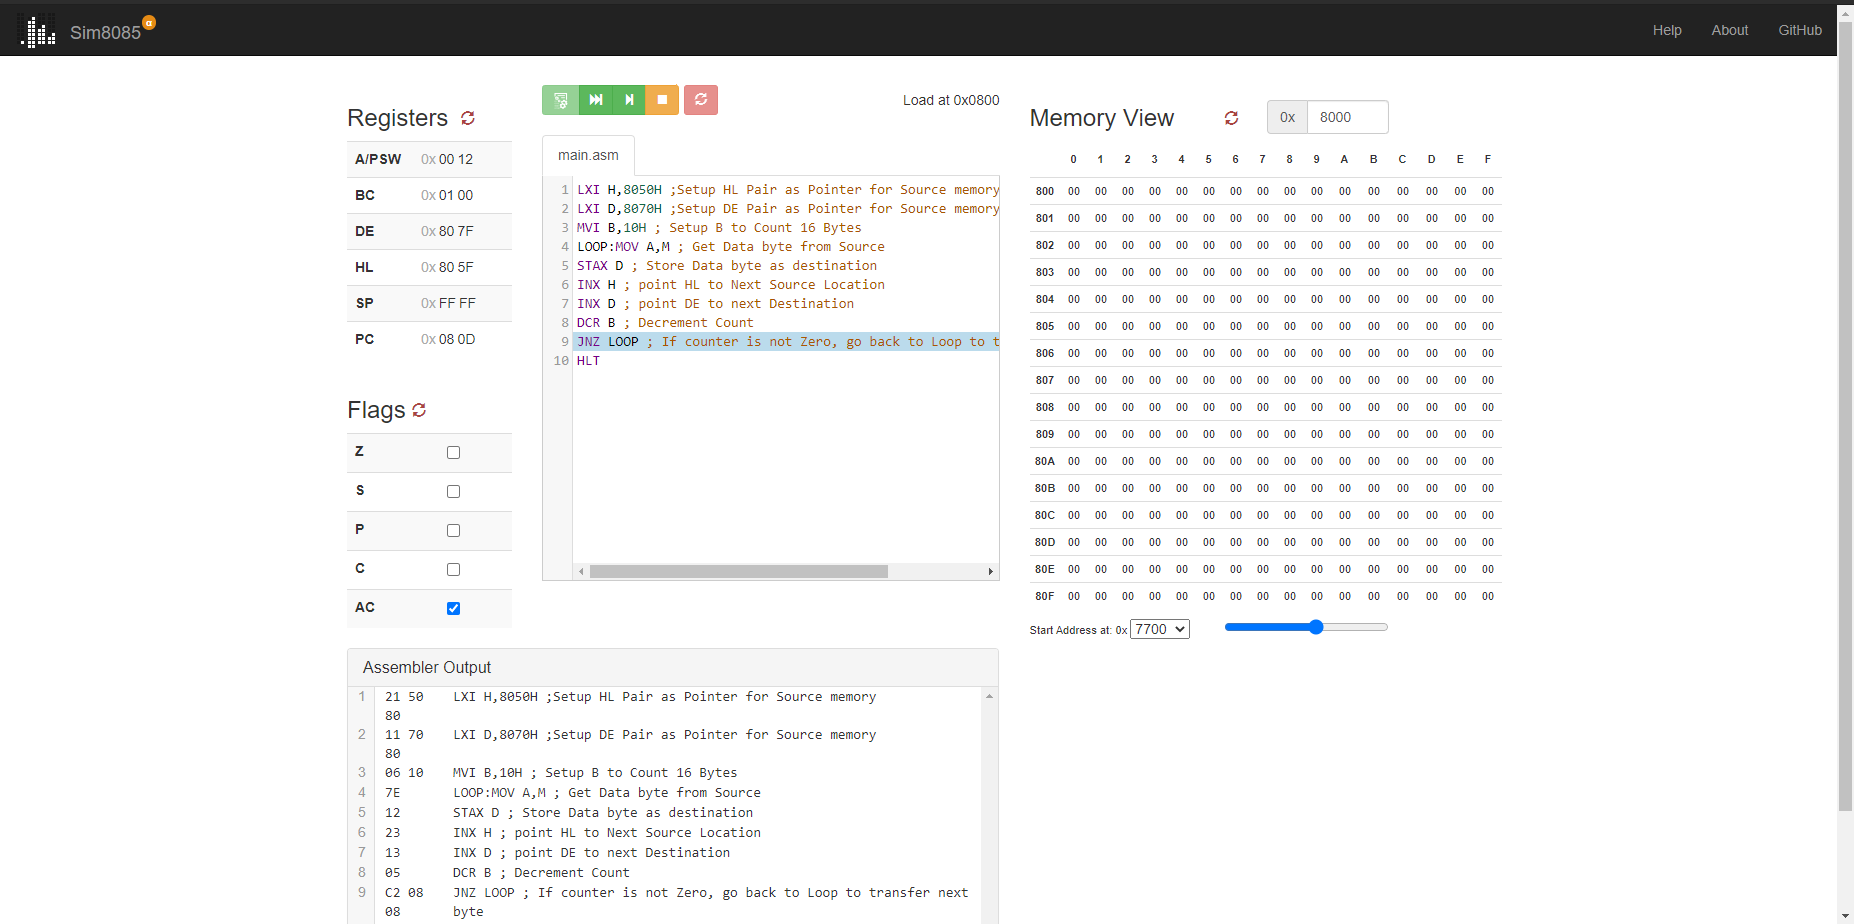 Sim8085 α
Help About GitHub
Registers
A/PSW 0x 00 12
BC 0x 01 00
DE 0x 80 7F
HL 0x 80 5F
SP 0x FF FF
PC 0x 08 0D
Flags
Z
S
P
C
AC
Load at 0x0800
main.asm
1 LXI H,8050H ;Setup HL Pair as Pointer for Source memory
2 LXI D,8070H ;Setup DE Pair as Pointer for Source memory
3 MVI B,10H ; Setup B to Count 16 Bytes
4 LOOP:MOV A,M ; Get Data byte from Source
5 STAX D ; Store Data byte as destination
6 INX H ; point HL to Next Source Location
7 INX D ; point DE to next Destination
8 DCR B ; Decrement Count
9 JNZ LOOP ; If counter is not Zero, go back to Loop to t
10 HLT
Memory View 0x 8000
0 1 2 3 4 5 6 7 8 9 A B C D E F
800 00 00 00 00 00 00 00 00 00 00 00 00 00 00 00 00
801 00 00 00 00 00 00 00 00 00 00 00 00 00 00 00 00
802 00 00 00 00 00 00 00 00 00 00 00 00 00 00 00 00
803 00 00 00 00 00 00 00 00 00 00 00 00 00 00 00 00
804 00 00 00 00 00 00 00 00 00 00 00 00 00 00 00 00
805 00 00 00 00 00 00 00 00 00 00 00 00 00 00 00 00
806 00 00 00 00 00 00 00 00 00 00 00 00 00 00 00 00
807 00 00 00 00 00 00 00 00 00 00 00 00 00 00 00 00
808 00 00 00 00 00 00 00 00 00 00 00 00 00 00 00 00
809 00 00 00 00 00 00 00 00 00 00 00 00 00 00 00 00
80A 00 00 00 00 00 00 00 00 00 00 00 00 00 00 00 00
80B 00 00 00 00 00 00 00 00 00 00 00 00 00 00 00 00
80C 00 00 00 00 00 00 00 00 00 00 00 00 00 00 00 00
80D 00 00 00 00 00 00 00 00 00 00 00 00 00 00 00 00
80E 00 00 00 00 00 00 00 00 00 00 00 00 00 00 00 00
80F 00 00 00 00 00 00 00 00 00 00 00 00 00 00 00 00
Start Address at: 0x 7700
Assembler Output
1 21 50 LXI H,8050H ;Setup HL Pair as Pointer for Source memory
80
2 11 70 LXI D,8070H ;Setup DE Pair as Pointer for Source memory
80
3 06 10 MVI B,10H ; Setup B to Count 16 Bytes
4 7E LOOP:MOV A,M ; Get Data byte from Source
5 12 STAX D ; Store Data byte as destination
6 23 INX H ; point HL to Next Source Location
7 13 INX D ; point DE to next Destination
8 05 DCR B ; Decrement Count
9 C2 08 JNZ LOOP ; If counter is not Zero, go back to Loop to transfer next
08 byte